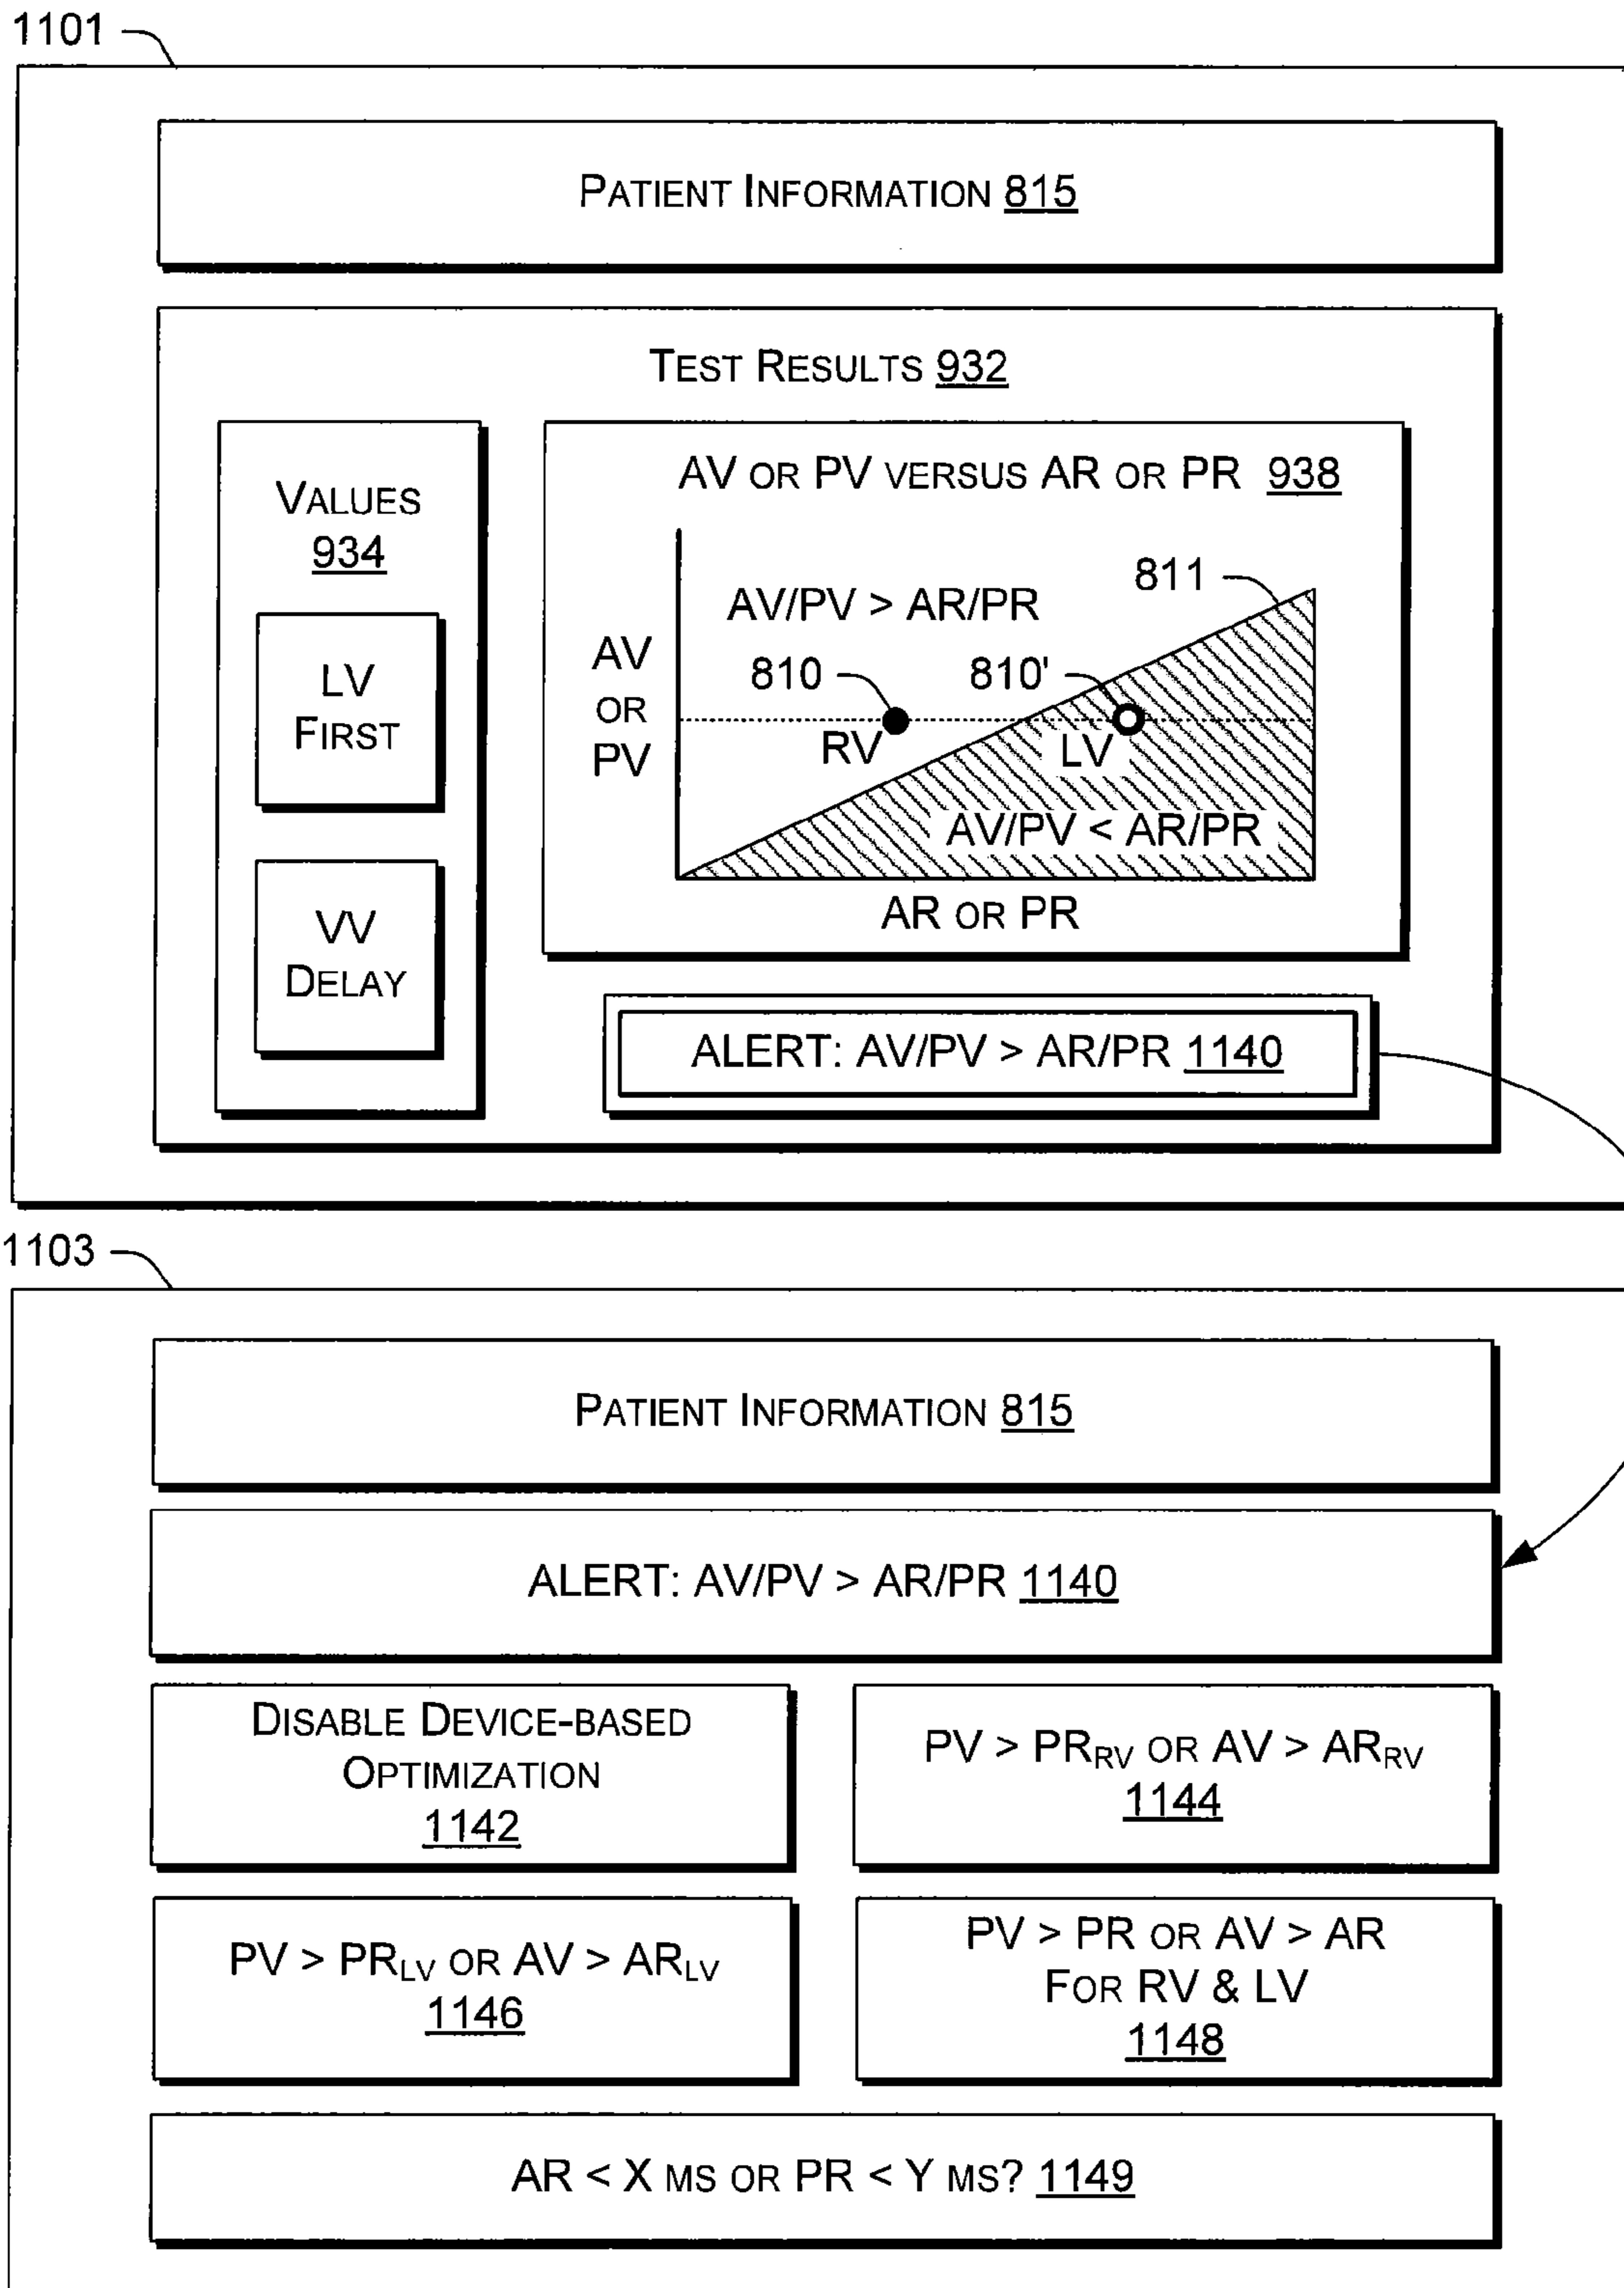 1101
PATIENT INFORMATION 815
TEST RESULTS 932
VALUES
934
LV
FIRST
VV
DELAY
AV OR PV VERSUS AR OR PR 938
811
AV/PV > AR/PR
AV
OR
PV
810
810'
RV
LV
AV/PV < AR/PR
AR OR PR
ALERT: AV/PV > AR/PR 1140
1103
PATIENT INFORMATION 815
ALERT: AV/PV > AR/PR 1140
DISABLE DEVICE-BASED
OPTIMIZATION
1142
PV > PRRV OR AV > ARRV
1144
PV > PRLV OR AV > ARLV
1146
PV > PR OR AV > AR
FOR RV & LV
1148
AR < X MS OR PR < Y MS? 1149